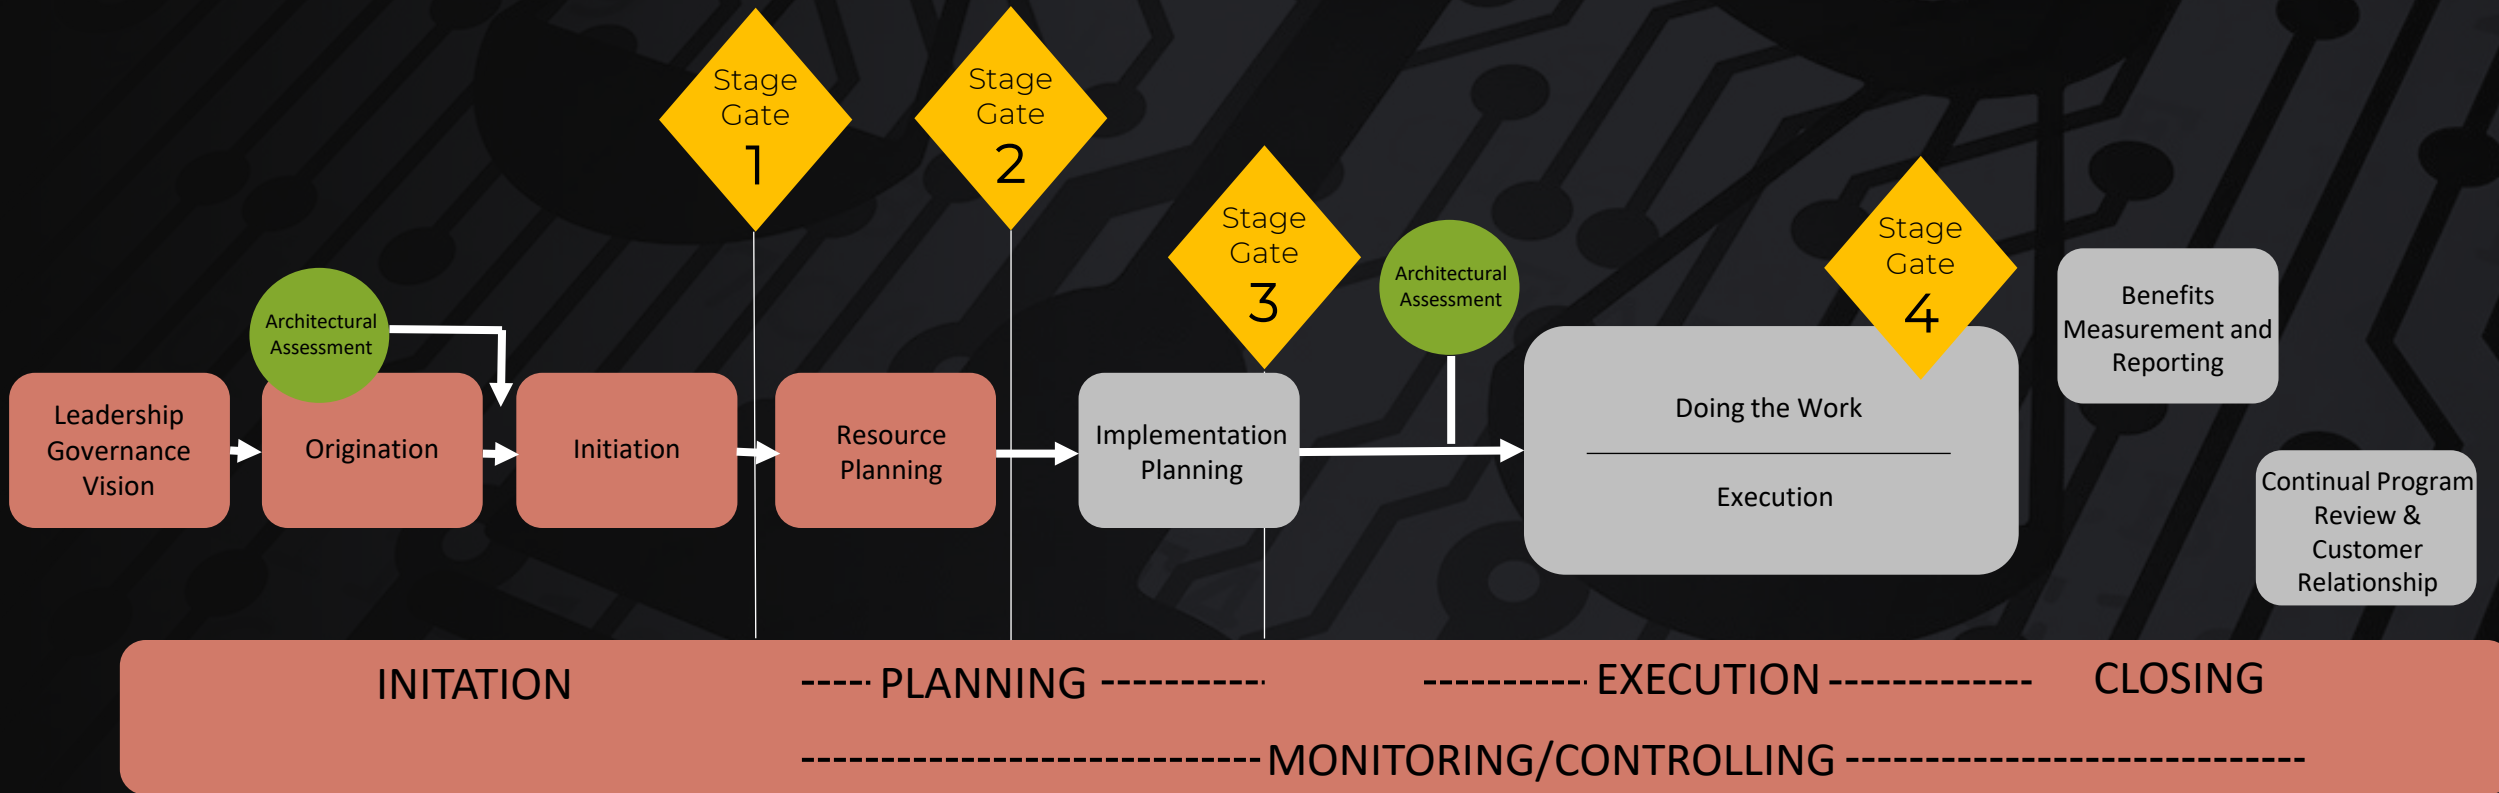 Stage
Gate
1
Stage
Gate
2
Stage
Gate
3
Stage
Gate
4
Architectural
Assessment
Architectural
Assessment
Leadership
Governance
Vision
Origination
Initiation
Resource
Planning
Implementation
Planning
Doing the Work
Execution
Benefits
Measurement and
Reporting
Continual Program
Review &
Customer
Relationship
INITATION
----- PLANNING ------------
------------ EXECUTION ---------------
CLOSING
--------------------------------- MONITORING/CONTROLLING ---------------------------------